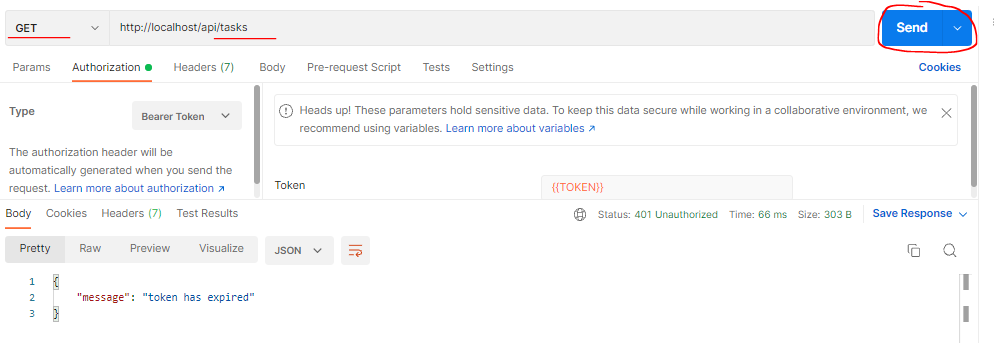 GET http://localhost/api/tasks Send
Params Authorization Headers (7) Body Pre-request Script Tests Settings Cookies
Type Bearer Token
The authorization header will be
automatically generated when you send the
request. Learn more about authorization ↗
Heads up! These parameters hold sensitive data. To keep this data secure while working in a collaborative environment, we
recommend using variables. Learn more about variables ↗
Token {{TOKEN}}
Body Cookies Headers (7) Test Results Status: 401 Unauthorized Time: 66 ms Size: 303 B Save Response
Pretty Raw Preview Visualize JSON
1 {
2 "message": "token has expired"
3 }